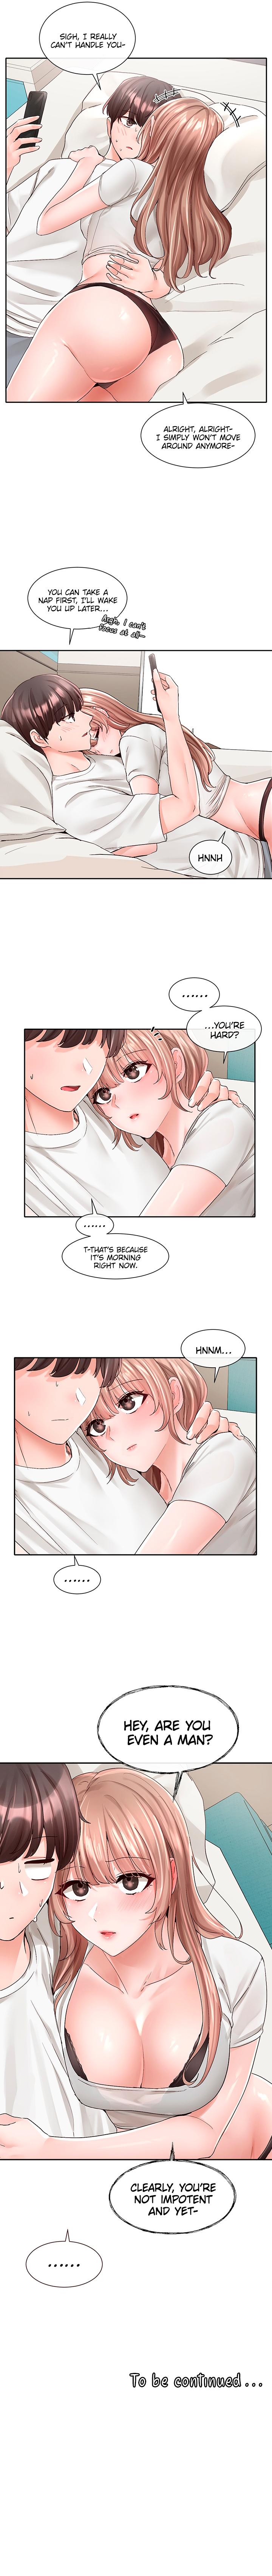 SIGH, I REALLY
CAN'T HANDLE YOU~
ALRIGHT, ALRIGHT~
I SIMPLY WON'T MOVE
AROUND ANYMORE~
YOU CAN TAKE A
NAP FIRST, I'LL WAKE
YOU UP LATER...
Argh, I can't
focus at all~
HNNH
......
...YOU'RE
HARD?
......
T-THAT'S BECAUSE
IT'S MORNING
RIGHT NOW.
HNNM...
......
HEY, ARE YOU
EVEN A MAN?
CLEARLY, YOU'RE
NOT IMPOTENT
AND YET~
......
To be continued...